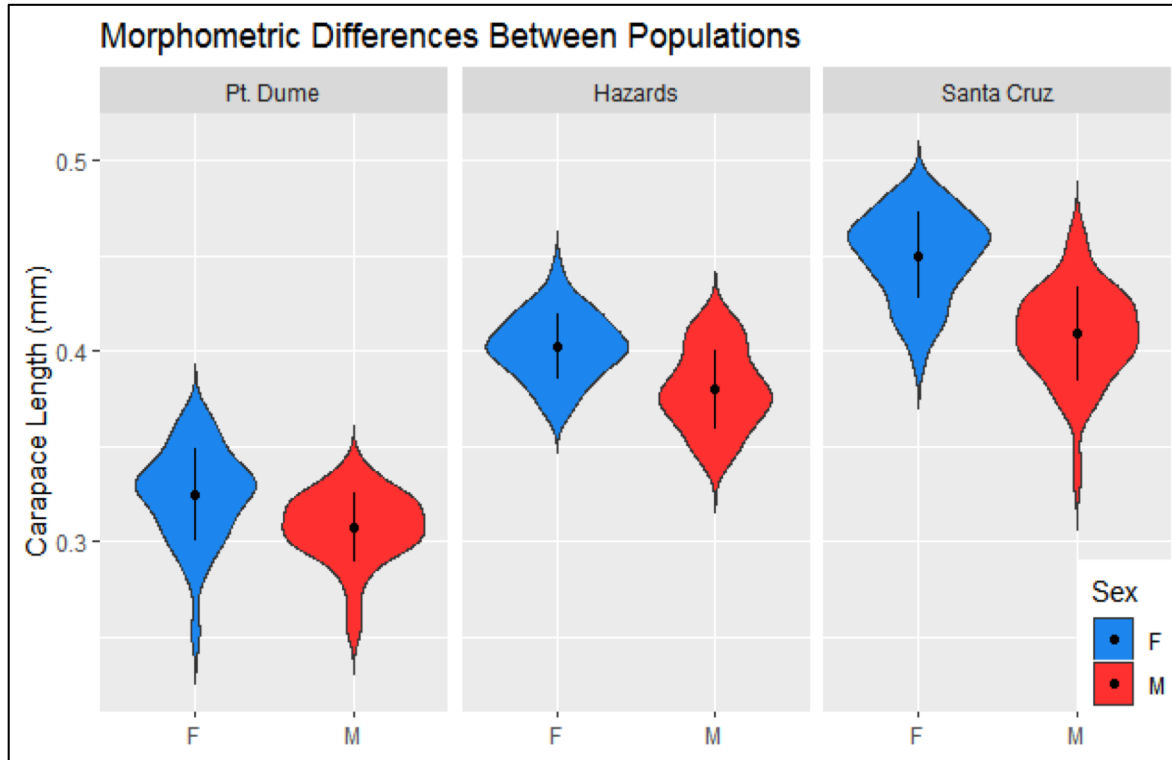 Morphometric Differences Between Populations
Pt. Dume
Hazards
Santa Cruz
0.5
0.4
0.3
Carapace Length (mm)
F
M
F
M
F
M
Sex
F
M